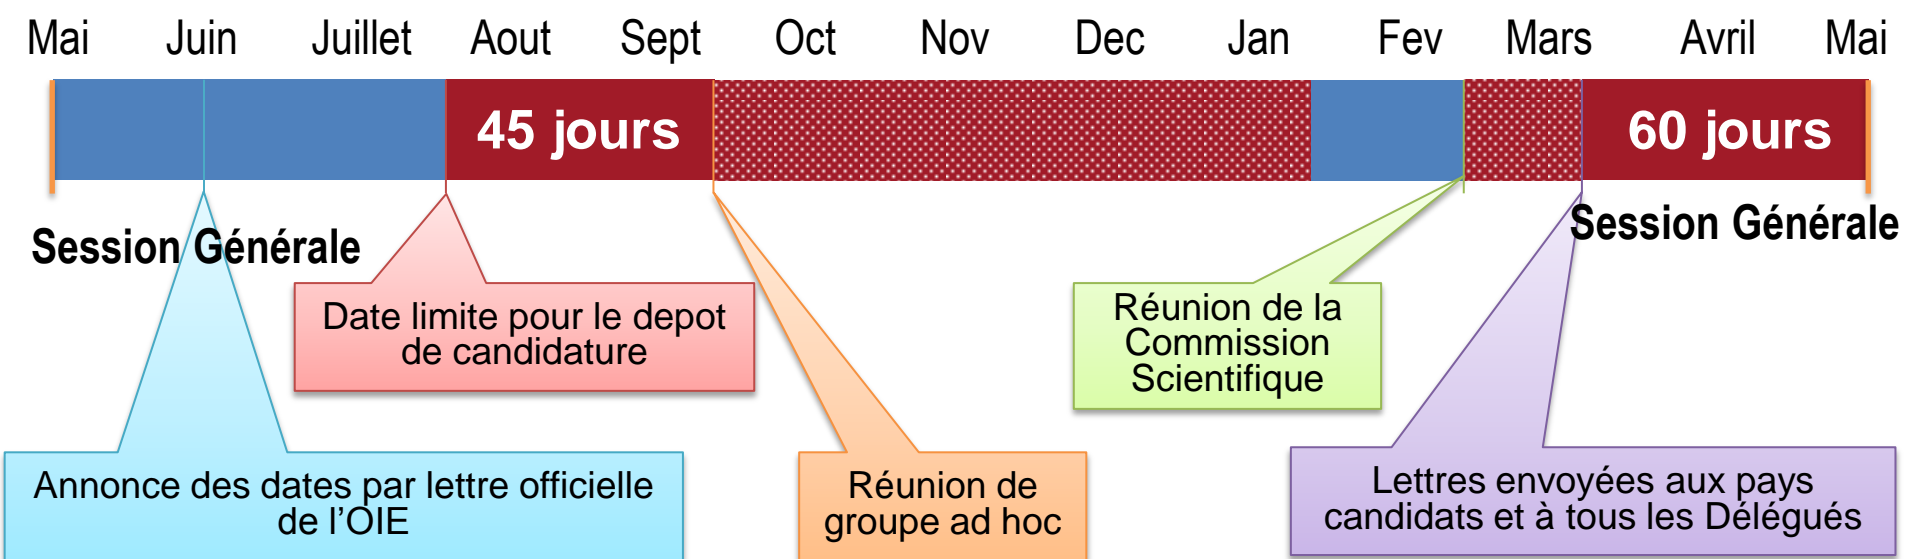 Mai Juin Juillet Aout Sept Oct Nov Dec Jan Fev Mars Avril Mai
45 jours
60 jours
Session Générale
Session Générale
Date limite pour le depot
de candidature
Réunion de la
Commission
Scientifique
Annonce des dates par lettre officielle
de l’OIE
Réunion de
groupe ad hoc
Lettres envoyées aux pays
candidats et à tous les Délégués